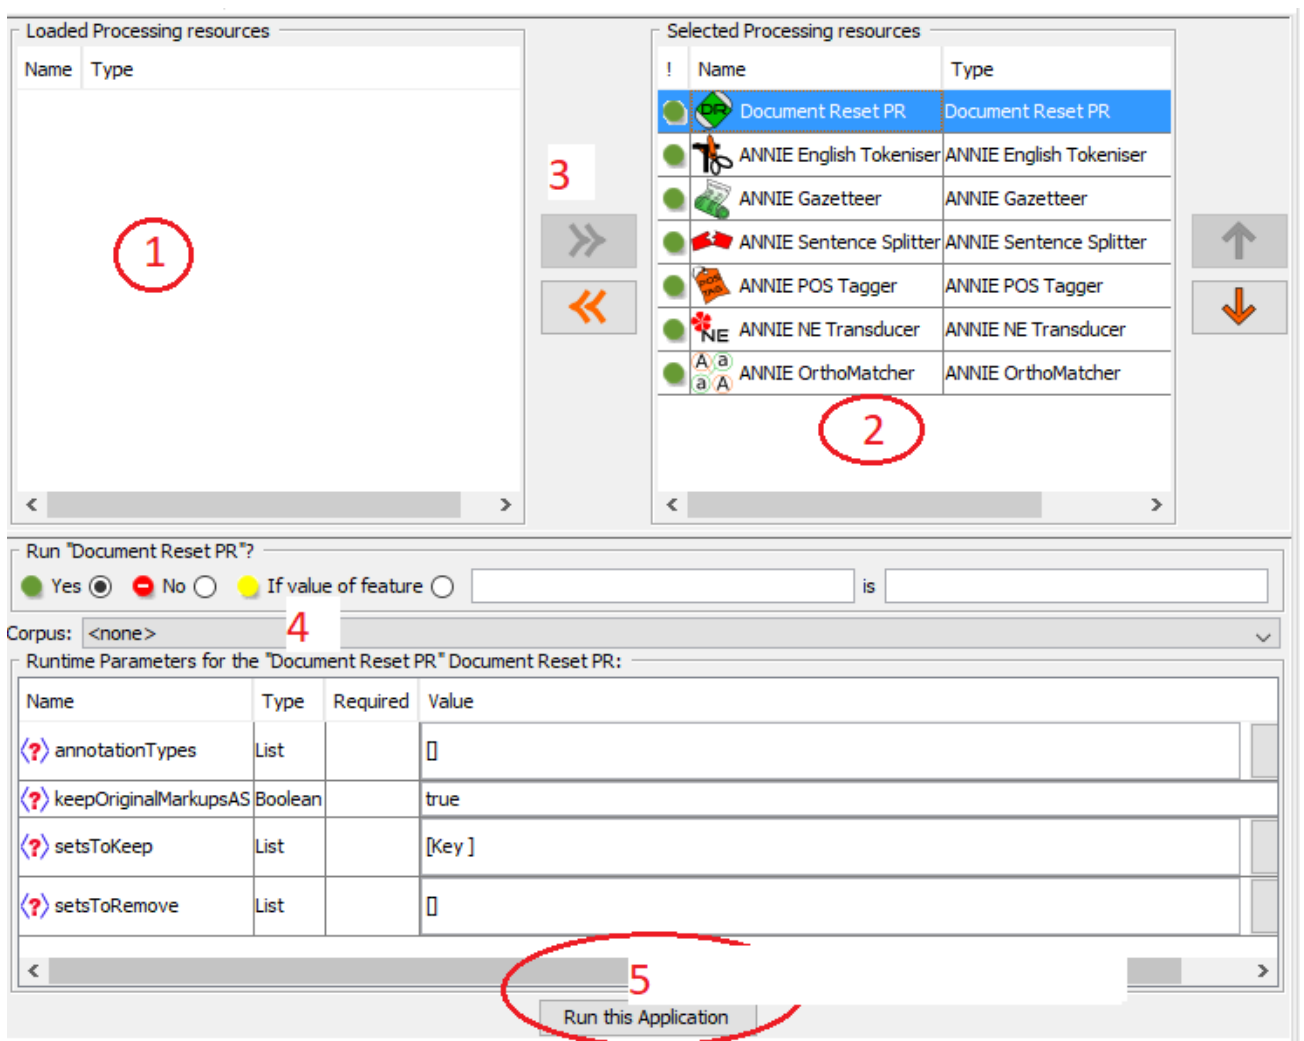 Loaded Processing resources
Name Type
1
3
Selected Processing resources
! Name Type
DR Document Reset PR Document Reset PR
ANNIE English Tokeniser ANNIE English Tokeniser
ANNIE Gazetteer ANNIE Gazetteer
ANNIE Sentence Splitter ANNIE Sentence Splitter
POS TAG ANNIE POS Tagger ANNIE POS Tagger
NE ANNIE NE Transducer ANNIE NE Transducer
A a a A ANNIE OrthoMatcher ANNIE OrthoMatcher
2
Run "Document Reset PR"?
Yes No If value of feature is
4
Corpus: <none>
Runtime Parameters for the "Document Reset PR" Document Reset PR:
Name Type Required Value
<?> annotationTypes List []
<?> keepOriginalMarkupsAS Boolean true
<?> setsToKeep List [Key ]
<?> setsToRemove List []
5
Run this Application